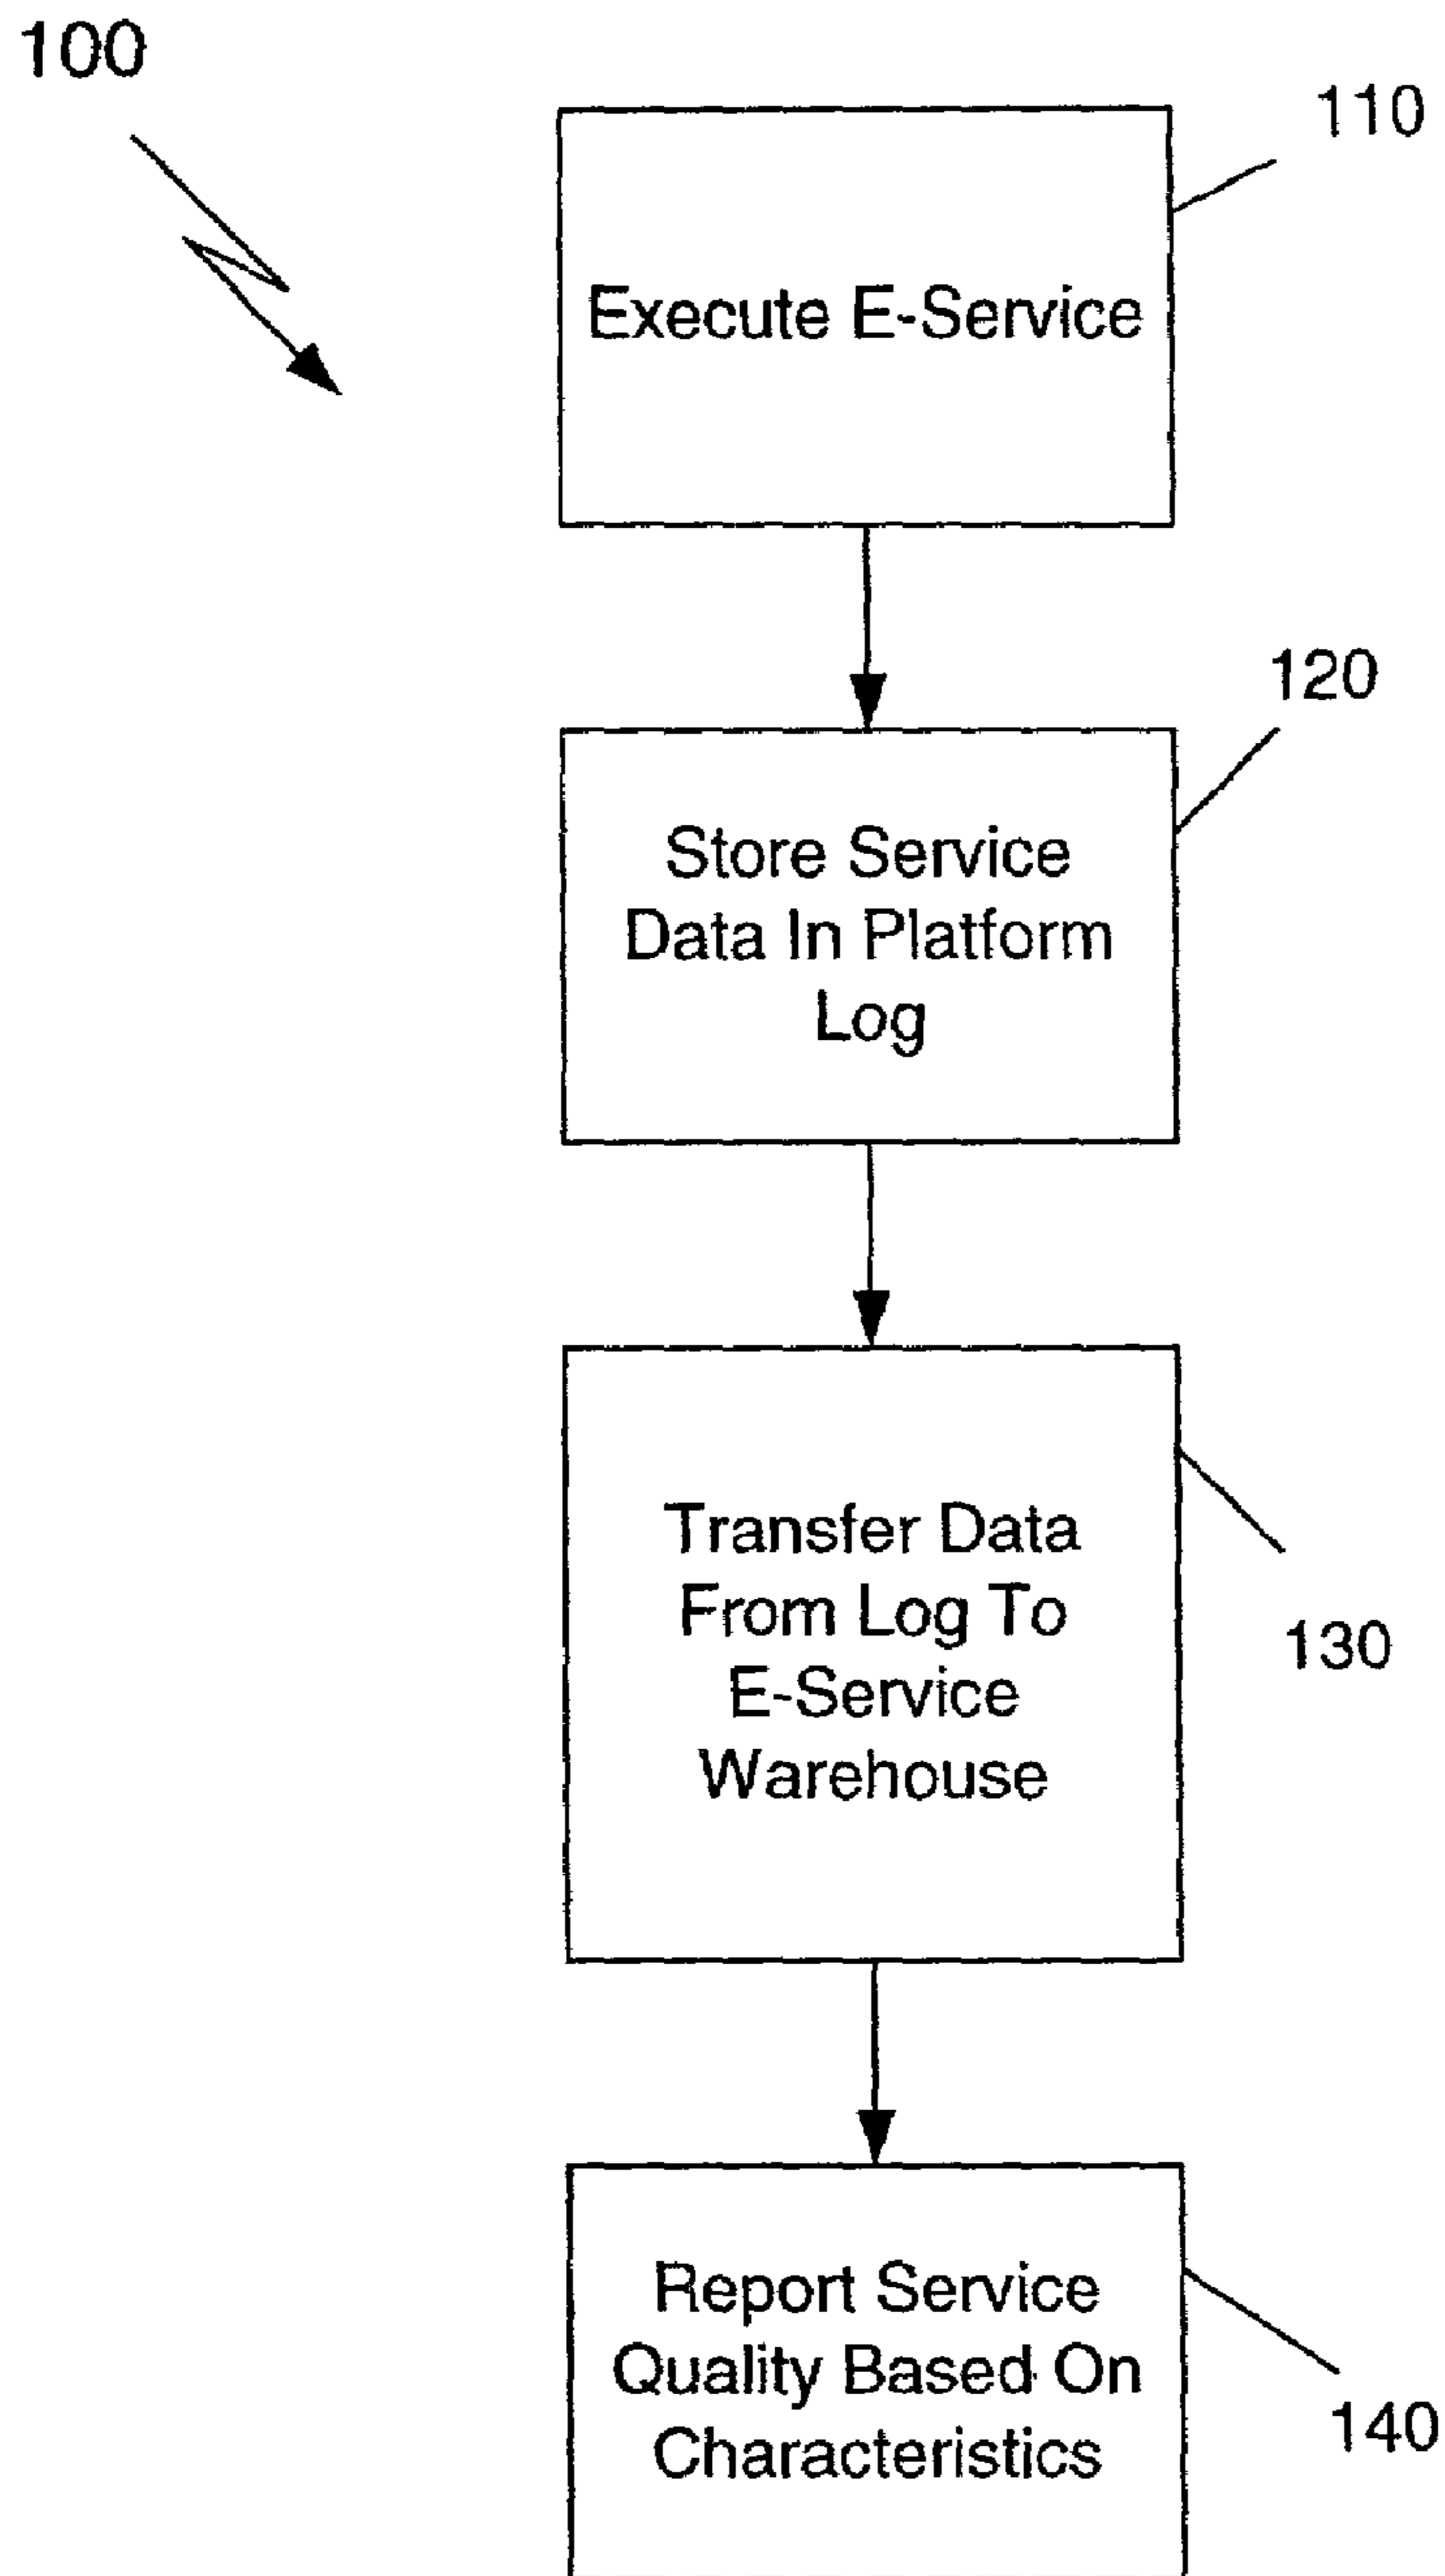 100
110
Execute E-Service
120
Store Service
Data In Platform
Log
Transfer Data
From Log To
E-Service
Warehouse
130
Report Service
Quality Based On
Characteristics
140